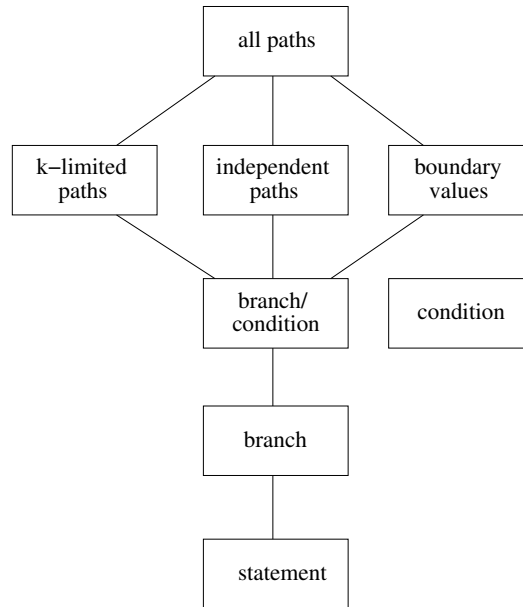 all paths
k−limited
paths
independent
paths
boundary
values
branch/
condition
condition
branch
statement